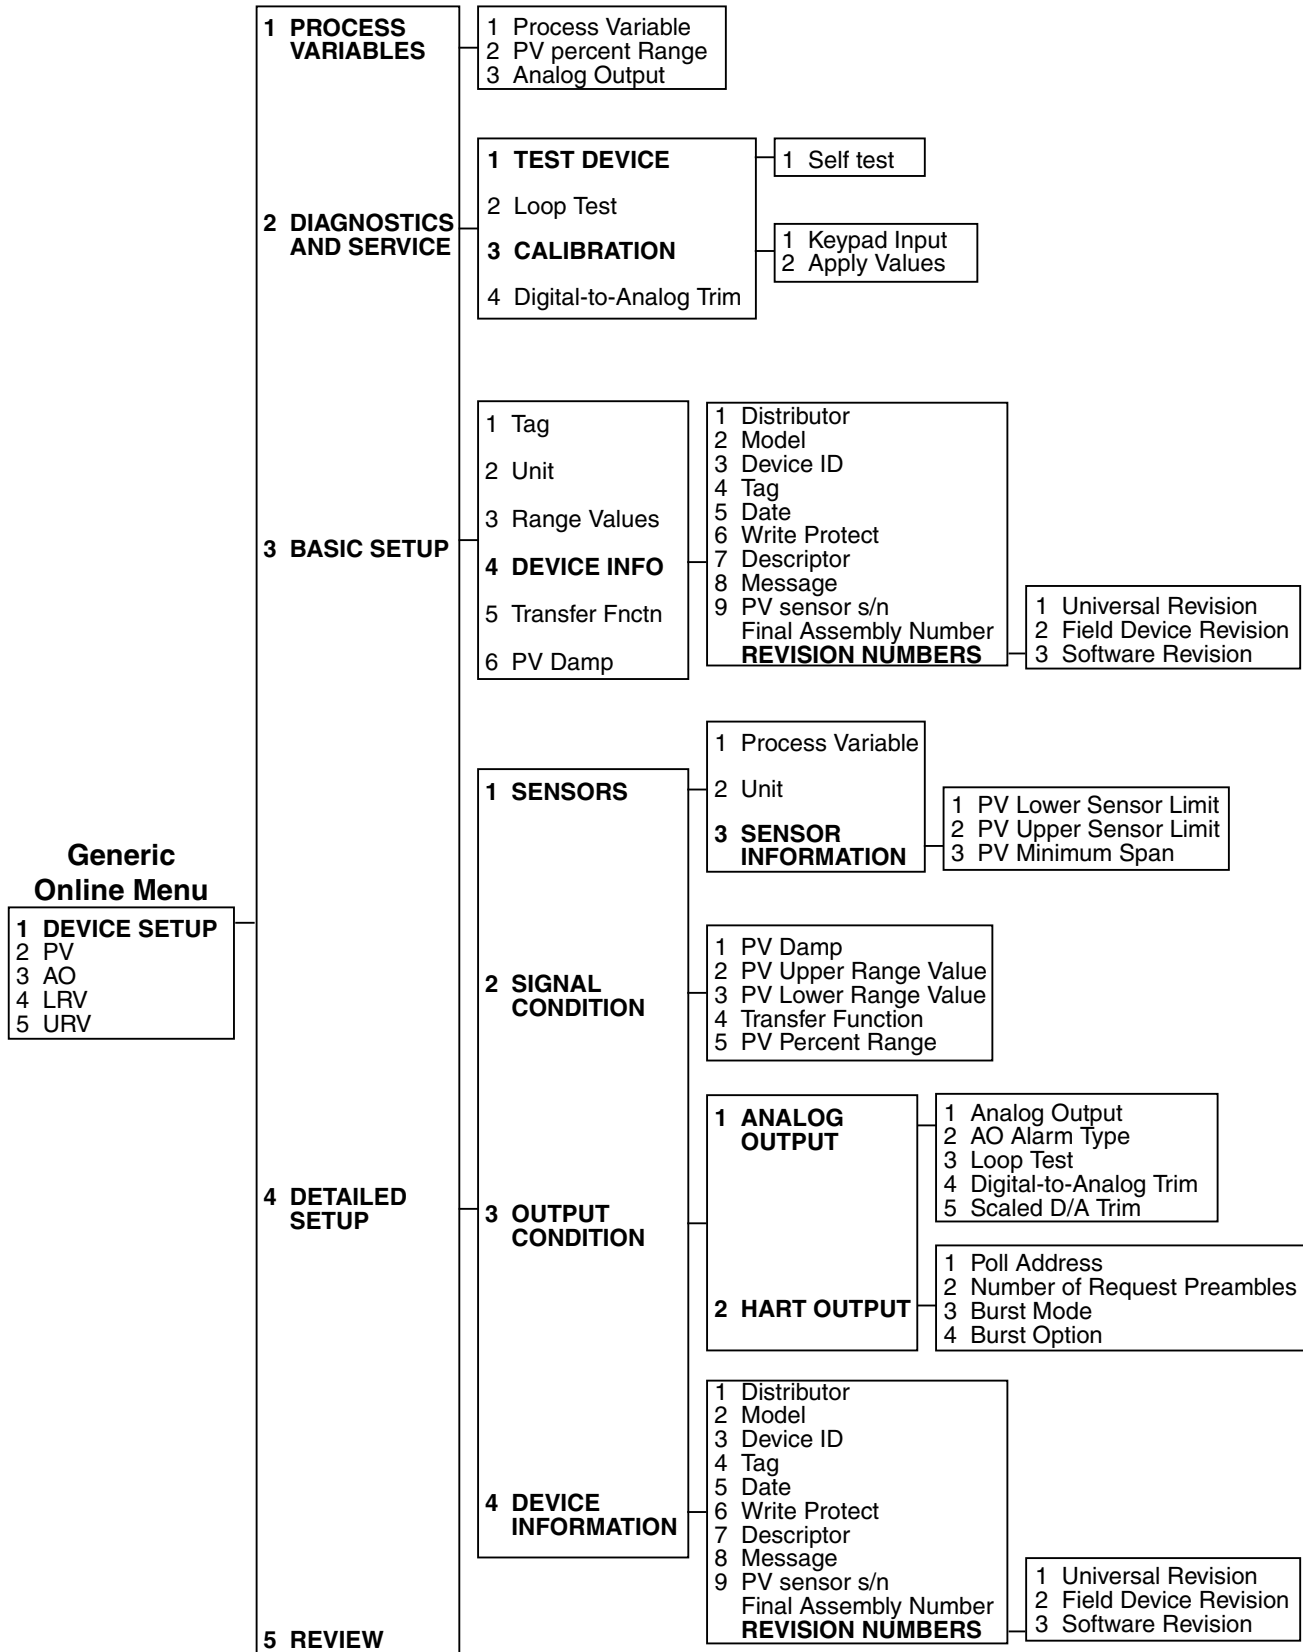 Generic
Online Menu
1 DEVICE SETUP
2 PV
3 AO
4 LRV
5 URV
1 PROCESS
VARIABLES
1 Process Variable
2 PV percent Range
3 Analog Output
2 DIAGNOSTICS
AND SERVICE
1 TEST DEVICE
2 Loop Test
3 CALIBRATION
4 Digital-to-Analog Trim
1 Self test
1 Keypad Input
2 Apply Values
3 BASIC SETUP
1 Tag
2 Unit
3 Range Values
4 DEVICE INFO
5 Transfer Fnctn
6 PV Damp
1 Distributor
2 Model
3 Device ID
4 Tag
5 Date
6 Write Protect
7 Descriptor
8 Message
9 PV sensor s/n
Final Assembly Number
REVISION NUMBERS
1 Universal Revision
2 Field Device Revision
3 Software Revision
4 DETAILED
SETUP
1 SENSORS
1 Process Variable
2 Unit
3 SENSOR
INFORMATION
1 PV Lower Sensor Limit
2 PV Upper Sensor Limit
3 PV Minimum Span
2 SIGNAL
CONDITION
1 PV Damp
2 PV Upper Range Value
3 PV Lower Range Value
4 Transfer Function
5 PV Percent Range
3 OUTPUT
CONDITION
1 ANALOG
OUTPUT
1 Analog Output
2 AO Alarm Type
3 Loop Test
4 Digital-to-Analog Trim
5 Scaled D/A Trim
2 HART OUTPUT
1 Poll Address
2 Number of Request Preambles
3 Burst Mode
4 Burst Option
4 DEVICE
INFORMATION
1 Distributor
2 Model
3 Device ID
4 Tag
5 Date
6 Write Protect
7 Descriptor
8 Message
9 PV sensor s/n
Final Assembly Number
REVISION NUMBERS
1 Universal Revision
2 Field Device Revision
3 Software Revision
5 REVIEW